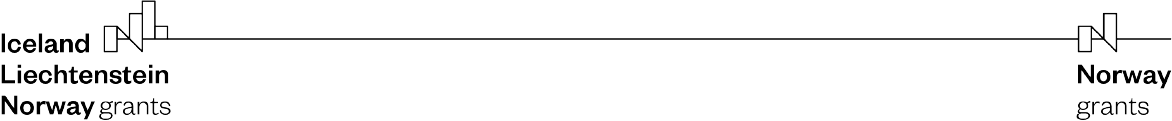 Iceland
Liechtenstein
Norway grants
Norway
grants